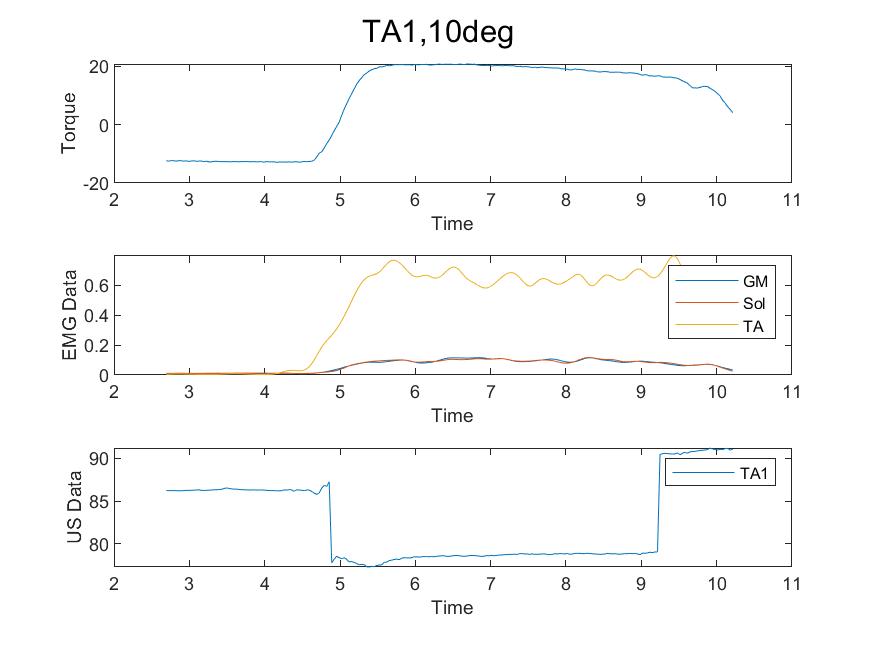 TA1,10deg
20
0
-20
Torque
2 3 4 5 6 7 8 9 10 11
Time
0.6
0.4
0.2
0
EMG Data
GM
Sol
TA
2 3 4 5 6 7 8 9 10 11
Time
90
85
80
US Data
TA1
2 3 4 5 6 7 8 9 10 11
Time